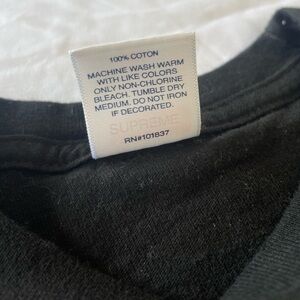 100% COTON
MACHINE WASH WARM
WITH LIKE COLORS
ONLY NON-CHLORINE
BLEACH. TUMBLE DRY
MEDIUM. DO NOT IRON
IF DECORATED.
SUPREME
RN#101837